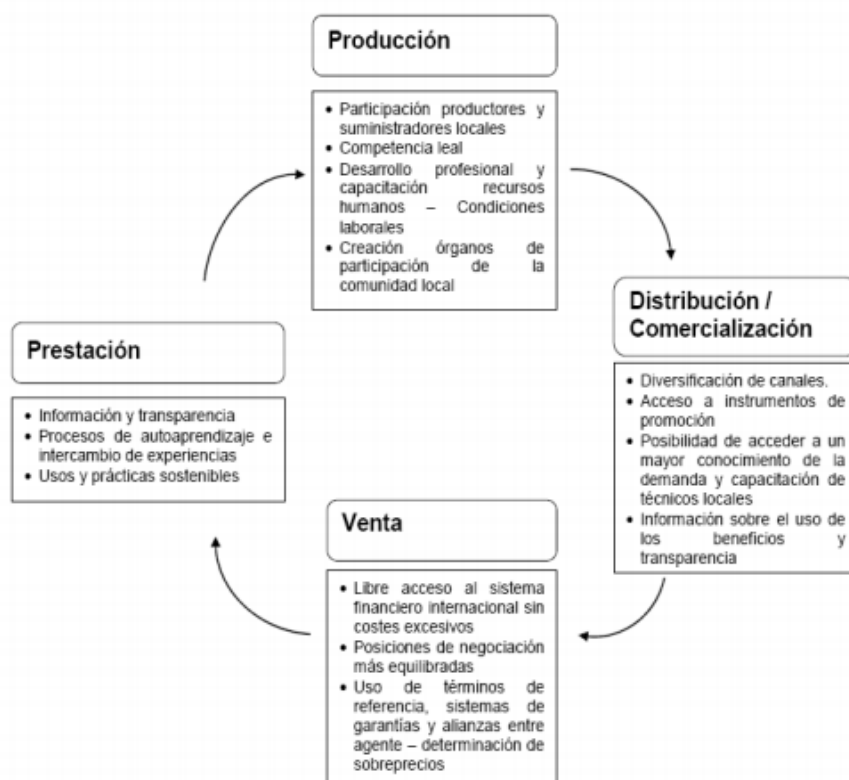 Producción
• Participación productores y
suministradores locales
• Competencia leal
• Desarrollo profesional y
capacitación recursos
humanos – Condiciones
laborales
• Creación órganos de
participación de la
comunidad local
Distribución /
Comercialización
• Diversificación de canales.
• Acceso a instrumentos de
promoción
• Posibilidad de acceder a un
mayor conocimiento de la
demanda y capacitación de
técnicos locales
• Información sobre el uso de
los beneficios y
transparencia
Venta
• Libre acceso al sistema
financiero internacional sin
costes excesivos
• Posiciones de negociación
más equilibradas
• Uso de términos de
referencia, sistemas de
garantías y alianzas entre
agente – determinación de
sobreprecios
Prestación
• Información y transparencia
• Procesos de autoaprendizaje e
intercambio de experiencias
• Usos y prácticas sostenibles